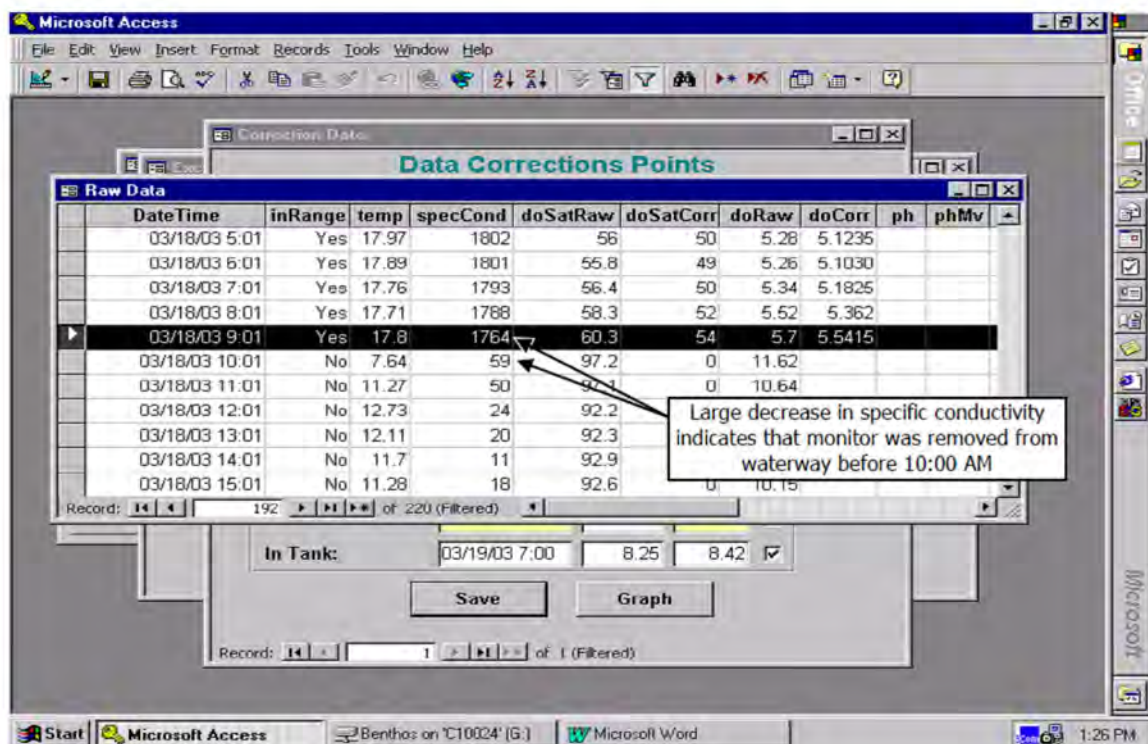 Microsoft Access
File Edit View Insert Format Records Tools Window Help
Office
Correction Data
Data Corrections Points
Raw Data
DateTime inRange temp specCond doSatRaw doSatCorr doRaw doCorr ph phMv
03/18/03 5:01 Yes 17.97 1802 56 50 5.28 5.1235
03/18/03 6:01 Yes 17.89 1801 55.8 49 5.26 5.1030
03/18/03 7:01 Yes 17.76 1793 56.4 50 5.34 5.1825
03/18/03 8:01 Yes 17.71 1788 58.3 52 5.52 5.362
03/18/03 9:01 Yes 17.8 1764 60.3 54 5.7 5.5415
03/18/03 10:01 No 7.64 59 97.2 0 11.62
03/18/03 11:01 No 11.27 50 97.1 0 10.64
03/18/03 12:01 No 12.73 24 92.2
03/18/03 13:01 No 12.11 20 92.3
03/18/03 14:01 No 11.7 11 92.9
03/18/03 15:01 No 11.28 18 92.6 0 10.15
Large decrease in specific conductivity
indicates that monitor was removed from
waterway before 10:00 AM
Record: 192 of 220 (Filtered)
In Tank: 03/19/03 7:00 8.25 8.42
Save Graph
Record: 1 of 1 (Filtered)
Microsoft
Start Microsoft Access Benthos on 'C10024' (G:) Microsoft Word 1:26 PM